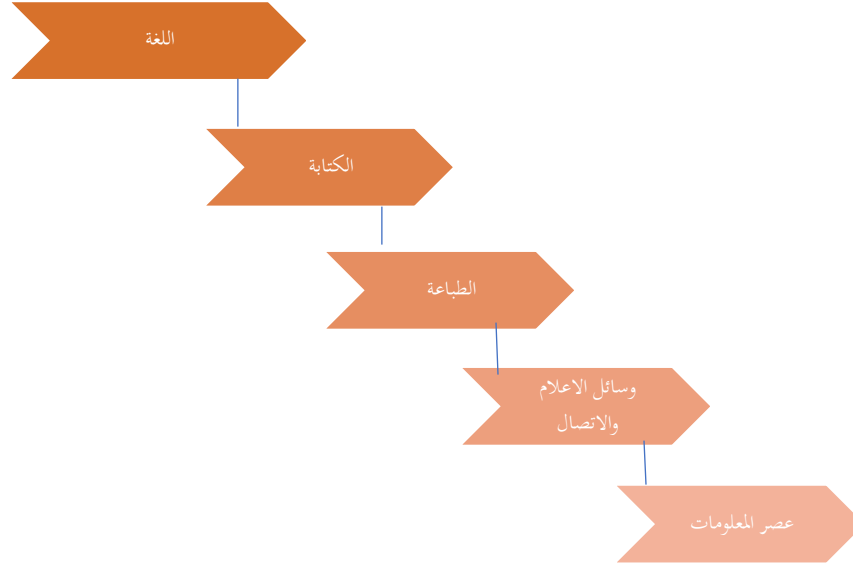 اللغة
الكتابة
الطباعة
وسائل الاعلام
والاتصال
عصر المعلومات